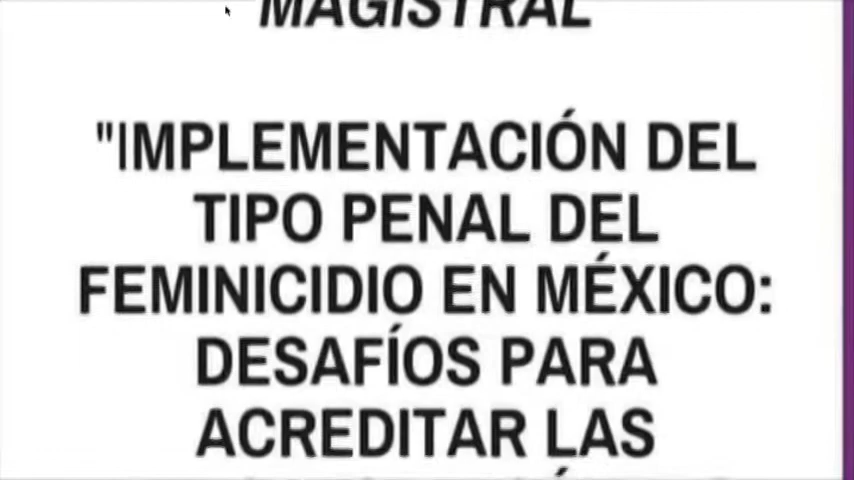 MAGISTRAL
"IMPLEMENTACIÓN DEL
TIPO PENAL DEL
FEMINICIDIO EN MÉXICO:
DESAFÍOS PARA
ACREDITAR LAS